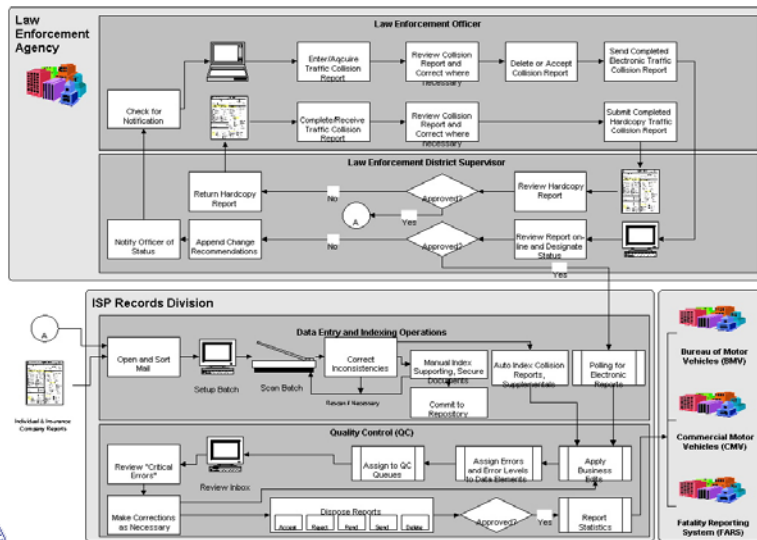 Law
Enforcement
Agency
Law Enforcement Officer
Enter/Aqcuire
Traffic Collision
Report
Review Collision
Report and
Correct where
necessary
Delete or Accept
Collision Report
Send Completed
Electronic Traffic
Collision Report
Check for
Notification
Complete/Receive
Traffic Collision
Report
Review Collision
Report and
Correct where
necessary
Submit Completed
Hardcopy Traffic
Collision Report
Law Enforcement District Supervisor
Return Hardcopy
Report
No
Approved?
Review Hardcopy
Report
A
Yes
Notify Officer of
Status
Append Change
Recommendations
No
Approved?
Review Report on-
line and Designate
Status
Yes
ISP Records Division
Data Entry and Indexing Operations
A
Open and Sort
Mail
Setup Batch
Scan Batch
Correct
Inconsistencies
Manual Index
Supporting, Secure
Documents
Auto Index Collision
Reports,
Supplementals
Polling for
Electronic
Reports
Rescan if Necessary
Commit to
Repository
Individual & Insurance
Company Reports
Quality Control (QC)
Review "Critical
Errors"
Review Inbox
Assign to QC
Queues
Assign Errors
and Error Levels
to Data Elements
Apply
Business
Edits
Make Corrections
as Necessary
Dispose Reports
Accept
Reject
Pend
Send
Delete
Approved?
Yes
Report
Statistics
Bureau of Motor
Vehicles (BMV)
Commercial Motor
Vehicles (CMV)
Fatality Reporting
System (FARS)